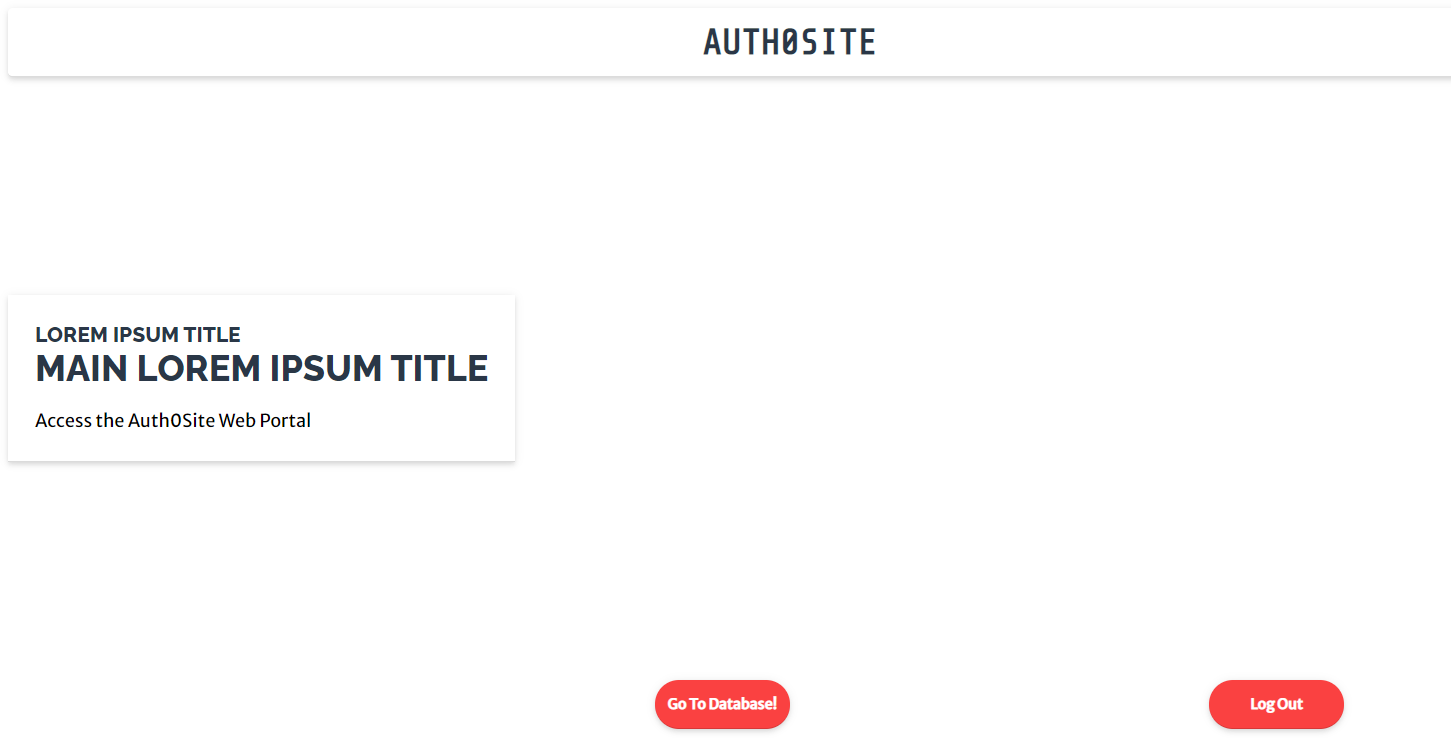 AUTH0SITE
LOREM IPSUM TITLE
MAIN LOREM IPSUM TITLE
Access the Auth0Site Web Portal
Go To Database!
Log Out